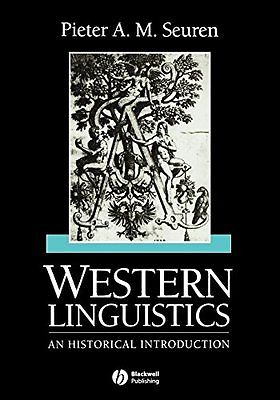 Pieter A. M. Seuren
WESTERN
LINGUISTICS
AN HISTORICAL INTRODUCTION
Blackwell
Publishing